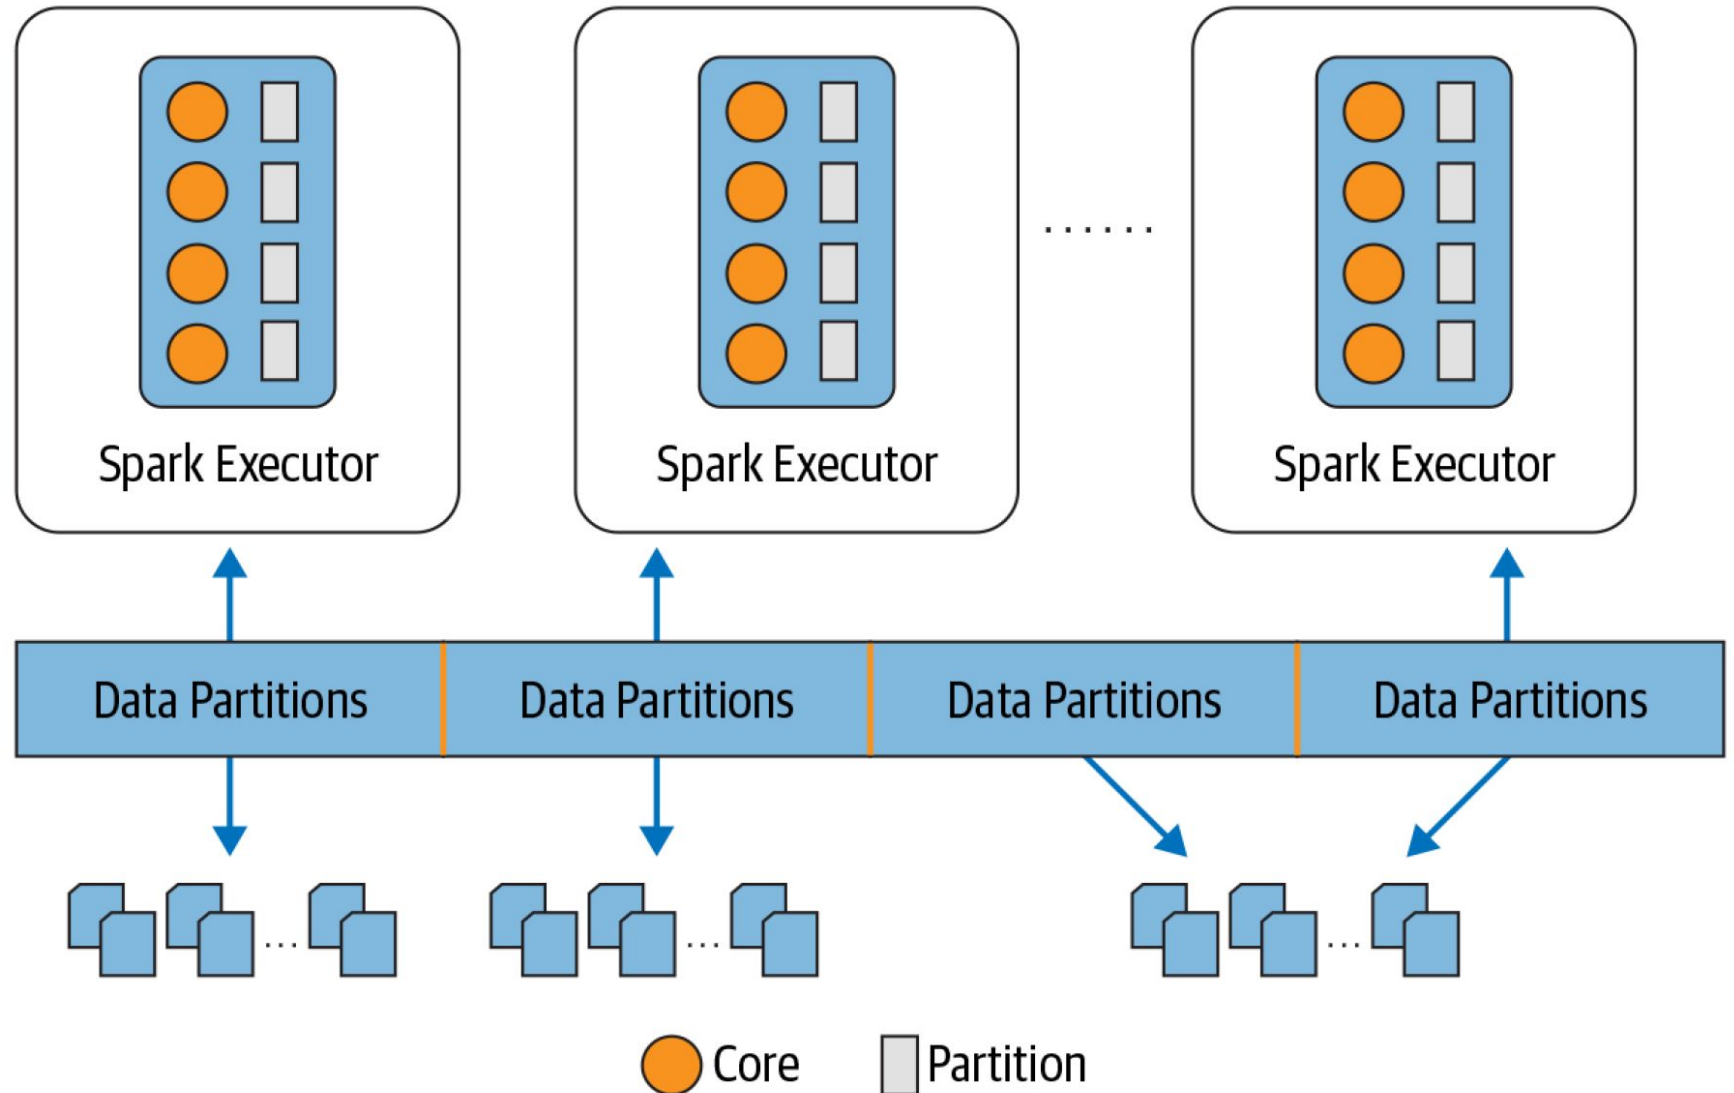 Spark Executor
Spark Executor
......
Spark Executor
Data Partitions
Data Partitions
Data Partitions
Data Partitions
...
...
...
Core
Partition